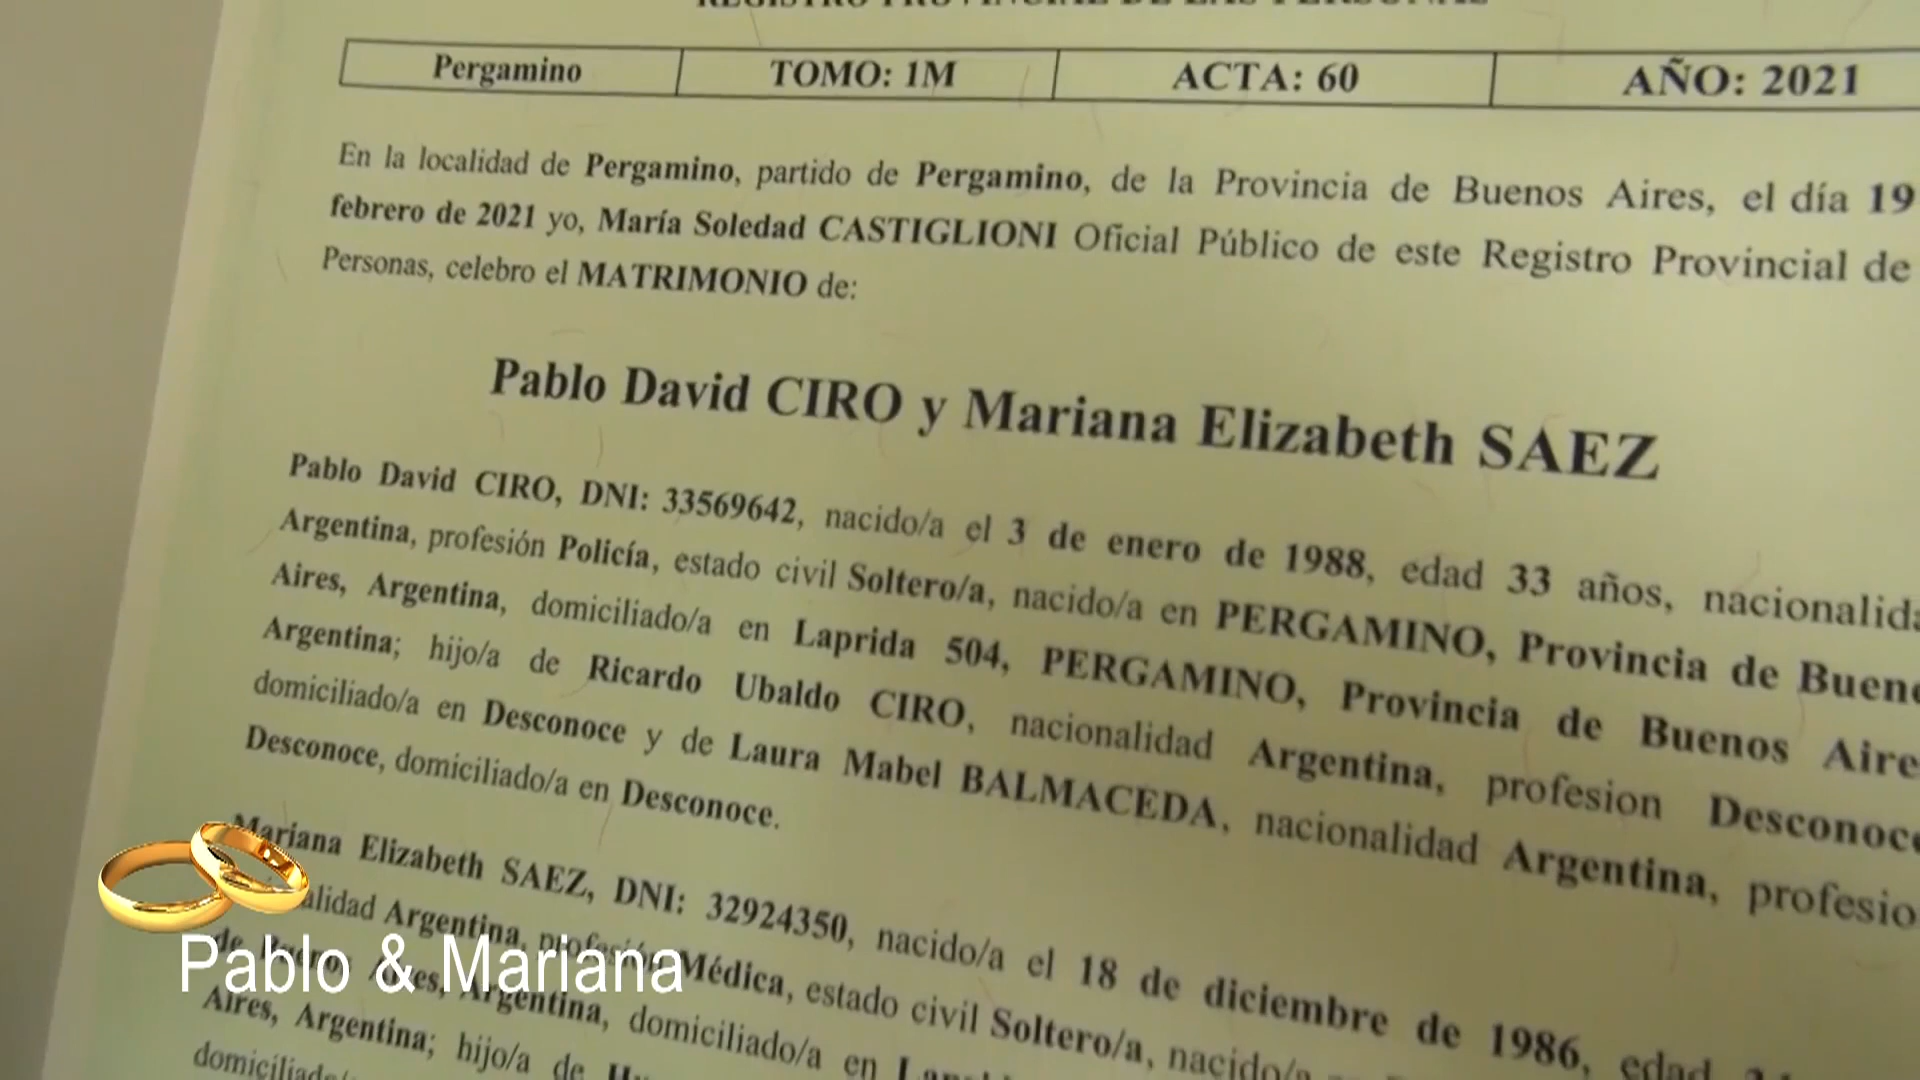 Pergamino TOMO: 1M ACTA: 60 AÑO: 2021
En la localidad de Pergamino, partido de Pergamino, de la Provincia de Buenos Aires, el día 19
febrero de 2021 yo, María Soledad CASTIGLIONI Oficial Público de este Registro Provincial de
Personas, celebro el MATRIMONIO de:
Pablo David CIRO y Mariana Elizabeth SAEZ
Pablo David CIRO, DNI: 33569642, nacido/a el 3 de enero de 1988, edad 33 años,
Argentina, profesión Policía, estado civil Soltero/a, nacido/a en PERGAMINO, Provincia de
Aires, Argentina, domiciliado/a en Laprida 504, PERGAMINO, Provincia de Buenos
Argentina; hijo/a de Ricardo Ubaldo CIRO, nacionalidad Argentina, profesion
domiciliado/a en Desconoce y de Laura Mabel BALMACEDA, nacionalidad Argentina,
Desconoce, domiciliado/a en Desconoce.
Mariana Elizabeth SAEZ, DNI: 32924350, nacido/a el 18 de diciembre de 1986, edad
Argentina, profesión Médica, estado civil Soltero/a, nacido/a
Argentina, domiciliado/a en
Aires, Argentina; hijo/a de
Pablo & Mariana